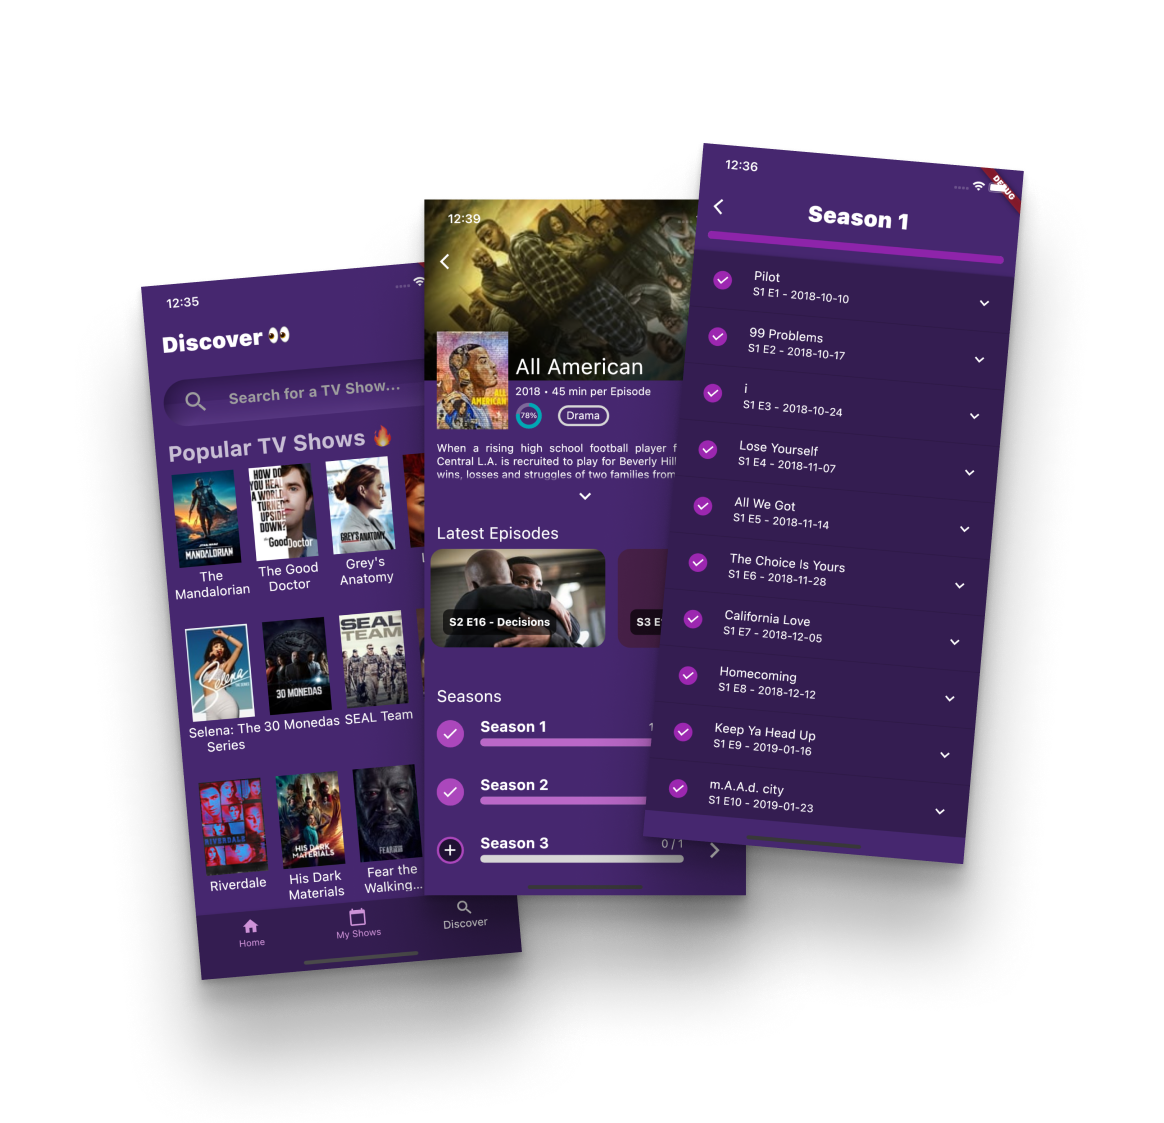 12:35
Discover 👀
Search for a TV Show...
Popular TV Shows 🔥
STAR WARS
MANDALORIAN
HOW DO
YOU HEAL
A WORLD
TURNED
UPSIDE
DOWN?
the Good Doctor
GREY'S ANATOMY
The
Mandalorian
The Good
Doctor
Grey's
Anatomy
Selena
30 MONEDAS
SEAL
TEAM
Selena: The
Series
30 Monedas
SEAL Team
RIVERDALE
HIS DARK
MATERIALS
FEAR
Riverdale
His Dark
Materials
Fear the
Walking...
Home
My Shows
Discover
12:39
ALL
AMERICAN
All American
2018 • 45 min per Episode
78%
Drama
When a rising high school football player f
Central L.A. is recruited to play for Beverly Hil
wins, losses and struggles of two families from
Latest Episodes
S2 E16 - Decisions
S3 E
Seasons
Season 1
1
Season 2
Season 3
0 / 1
12:36
DEBUG
Season 1
Pilot
S1 E1 - 2018-10-10
99 Problems
S1 E2 - 2018-10-17
i
S1 E3 - 2018-10-24
Lose Yourself
S1 E4 - 2018-11-07
All We Got
S1 E5 - 2018-11-14
The Choice Is Yours
S1 E6 - 2018-11-28
California Love
S1 E7 - 2018-12-05
Homecoming
S1 E8 - 2018-12-12
Keep Ya Head Up
S1 E9 - 2019-01-16
m.A.A.d. city
S1 E10 - 2019-01-23